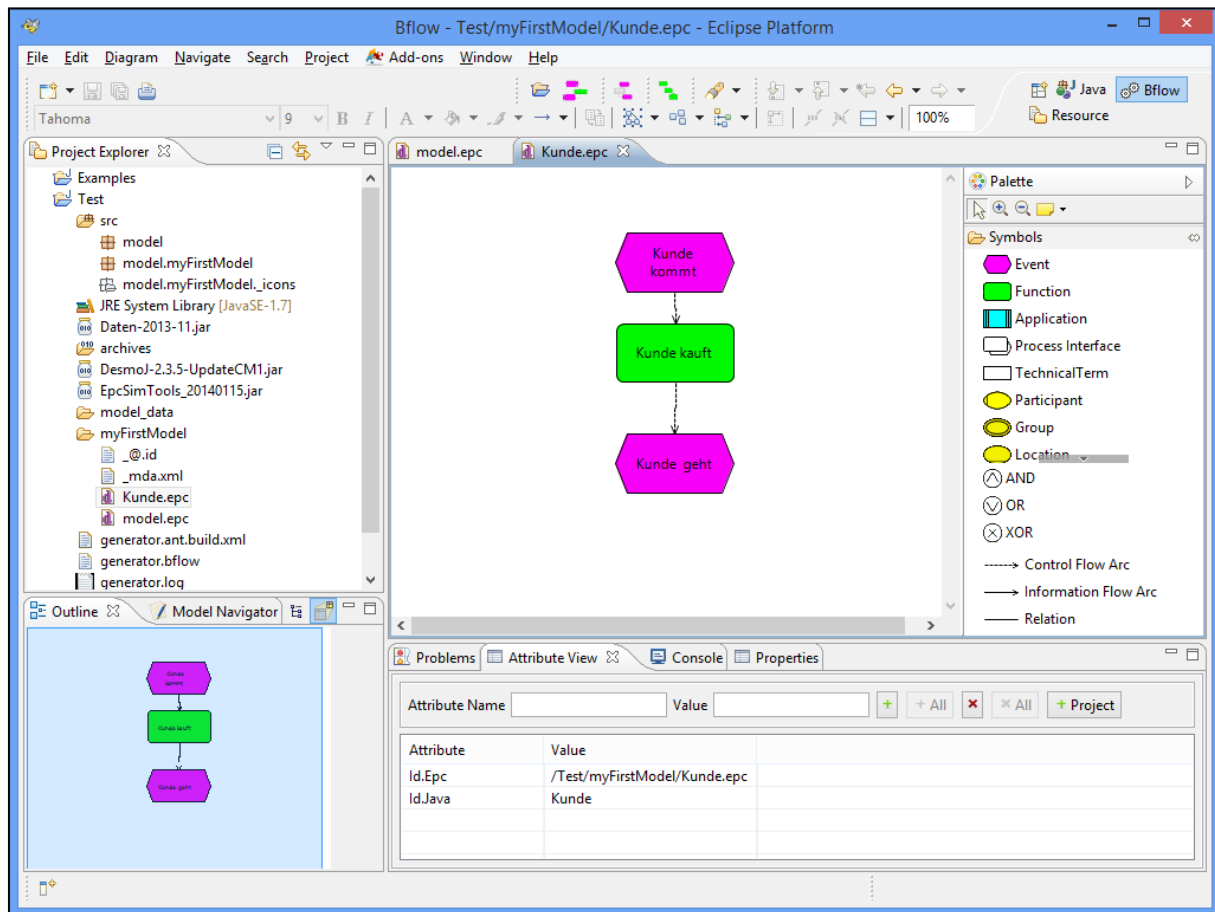 Bflow - Test/myFirstModel/Kunde.epc - Eclipse Platform
File Edit Diagram Navigate Search Project Add-ons Window Help
Java Bflow
Tahoma 9 B I A 100% Resource
Project Explorer
Examples
Test
src
model
model.myFirstModel
model.myFirstModel._icons
JRE System Library [JavaSE-1.7]
Daten-2013-11.jar
archives
DesmoJ-2.3.5-UpdateCM1.jar
EpcSimTools_20140115.jar
model_data
myFirstModel
_@.id
_mda.xml
Kunde.epc
model.epc
generator.ant.build.xml
generator.bflow
generator.log
model.epc Kunde.epc
Kunde
kommt
Kunde kauft
Kunde geht
Palette
Symbols
Event
Function
Application
Process Interface
TechnicalTerm
Participant
Group
Location
AND
OR
XOR
Control Flow Arc
Information Flow Arc
Relation
Outline Model Navigator
Kunde
kommt
Kunde kauft
Kunde geht
Problems Attribute View Console Properties
Attribute Name Value + + All × × All + Project
Attribute Value
Id.Epc /Test/myFirstModel/Kunde.epc
Id.Java Kunde